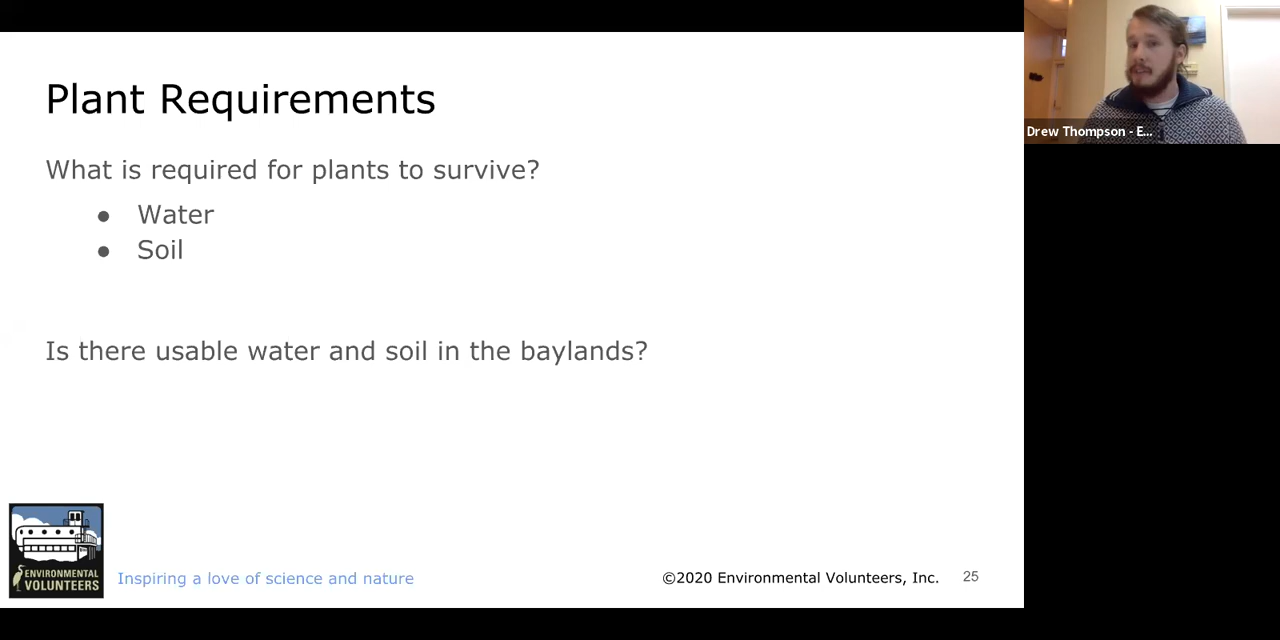 Plant Requirements
What is required for plants to survive?
● Water
● Soil
Is there usable water and soil in the baylands?
ENVIRONMENTAL
VOLUNTEERS
Inspiring a love of science and nature
©2020 Environmental Volunteers, Inc.
25
Drew Thompson - E...